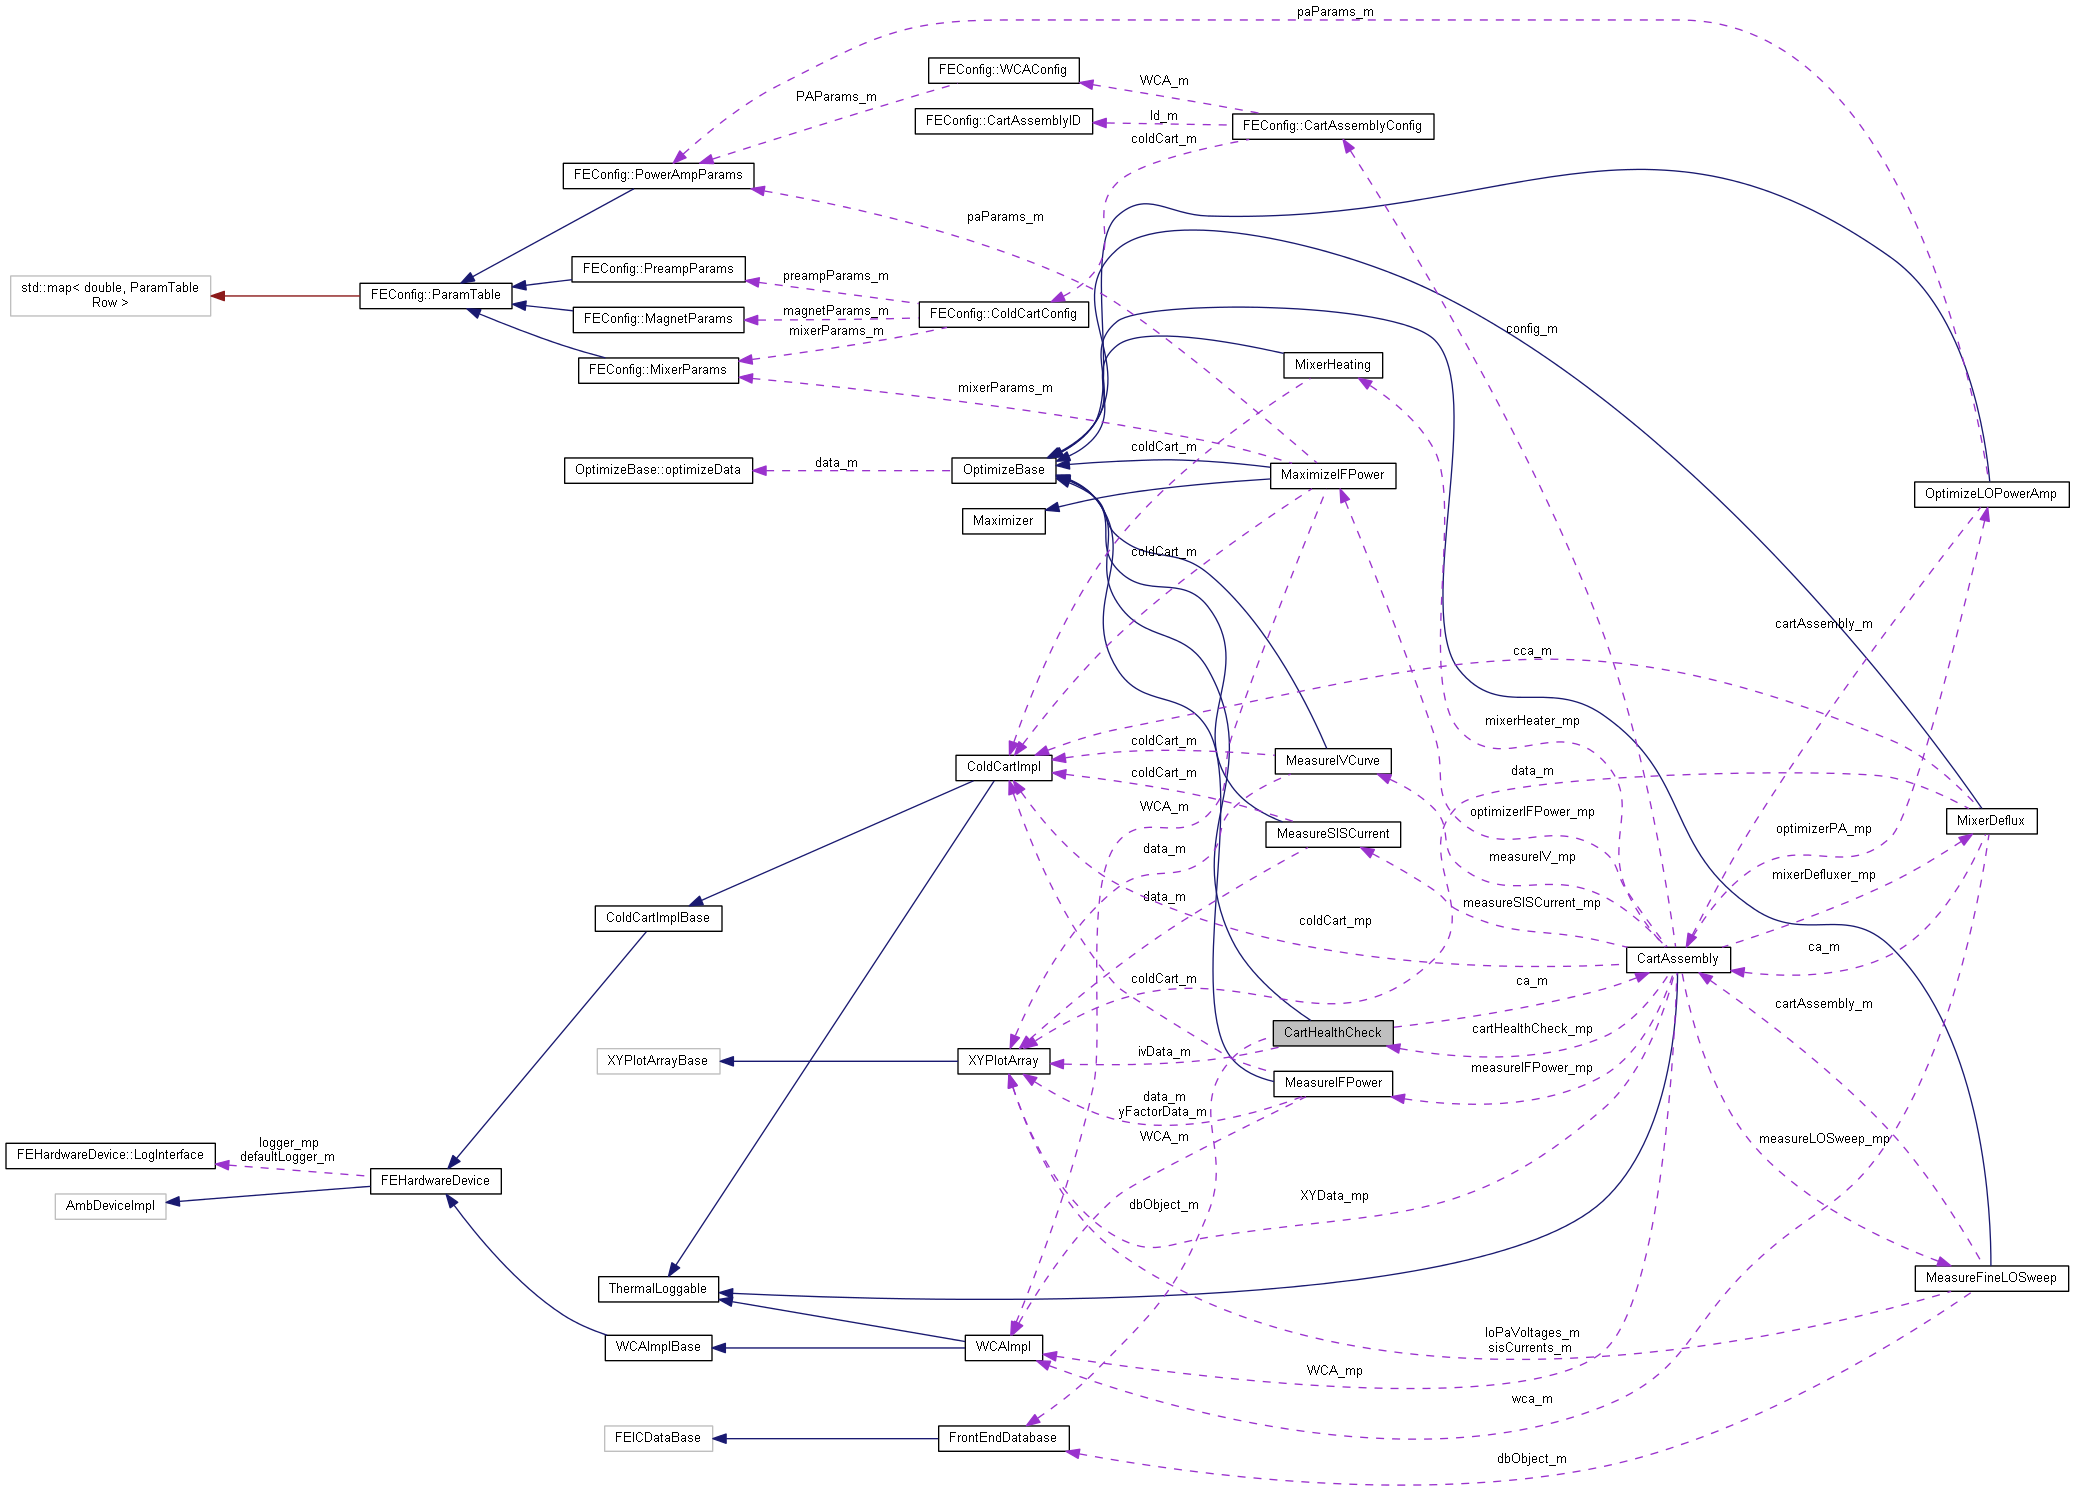 paParams_m
FEConfig::WCAConfig
WCA_m
PAParams_m
FEConfig::CartAssemblyID
Id_m
FEConfig::CartAssemblyConfig
coldCart_m
FEConfig::PowerAmpParams
paParams_m
FEConfig::PreampParams
preampParams_m
std::map< double, ParamTable
Row >
FEConfig::ParamTable
FEConfig::MagnetParams
magnetParams_m
FEConfig::ColdCartConfig
mixerParams_m
config_m
FEConfig::MixerParams
MixerHeating
mixerParams_m
coldCart_m
OptimizeBase::optimizeData
data_m
OptimizeBase
MaximizeIFPower
OptimizeLOPowerAmp
Maximizer
coldCart_m
cartAssembly_m
cca_m
mixerHeater_mp
coldCart_m
ColdCartImpl
MeasureIVCurve
coldCart_m
data_m
WCA_m
optimizerIFPower_mp
MeasureSISCurrent
optimizerPA_mp
MixerDeflux
data_m
measureIV_mp
mixerDefluxer_mp
data_m
measureSISCurrent_mp
ColdCartImplBase
coldCart_mp
ca_m
CartAssembly
coldCart_m
ca_m
cartAssembly_m
CartHealthCheck
cartHealthCheck_mp
XYPlotArrayBase
XYPlotArray
ivData_m
measureIFPower_mp
MeasureIFPower
data_m
yFactorData_m
WCA_m
measureLOSweep_mp
FEHardwareDevice::LogInterface
logger_mp
defaultLogger_m
FEHardwareDevice
AmbDeviceImpl
dbObject_m
XYData_mp
ThermalLoggable
MeasureFineLOSweep
loPaVoltages_m
sisCurrents_m
WCAImplBase
WCAImpl
WCA_mp
wca_m
FEICDataBase
FrontEndDatabase
dbObject_m